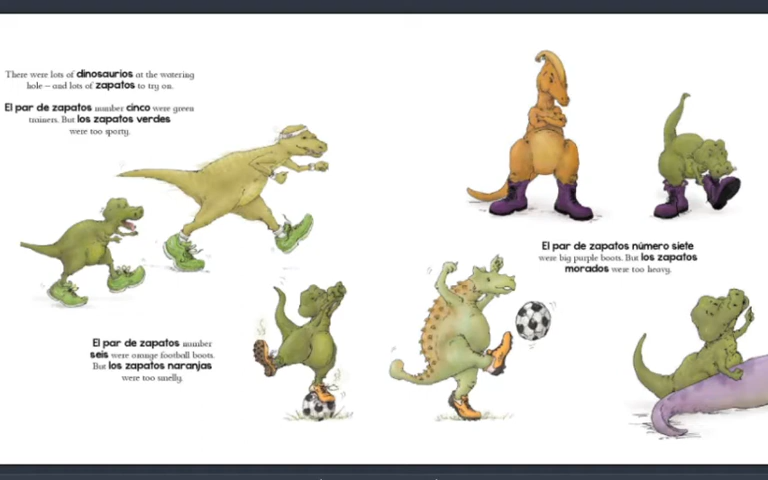 There were lots of dinosaurios at the watering
hole – and lots of zapatos to try on.
El par de zapatos number cinco were green
trainers. But los zapatos verdes
were too sporty.
El par de zapatos number
seis were orange football boots.
But los zapatos naranjas
were too smelly.
El par de zapatos número siete
were big purple boots. But los zapatos
morados were too heavy.